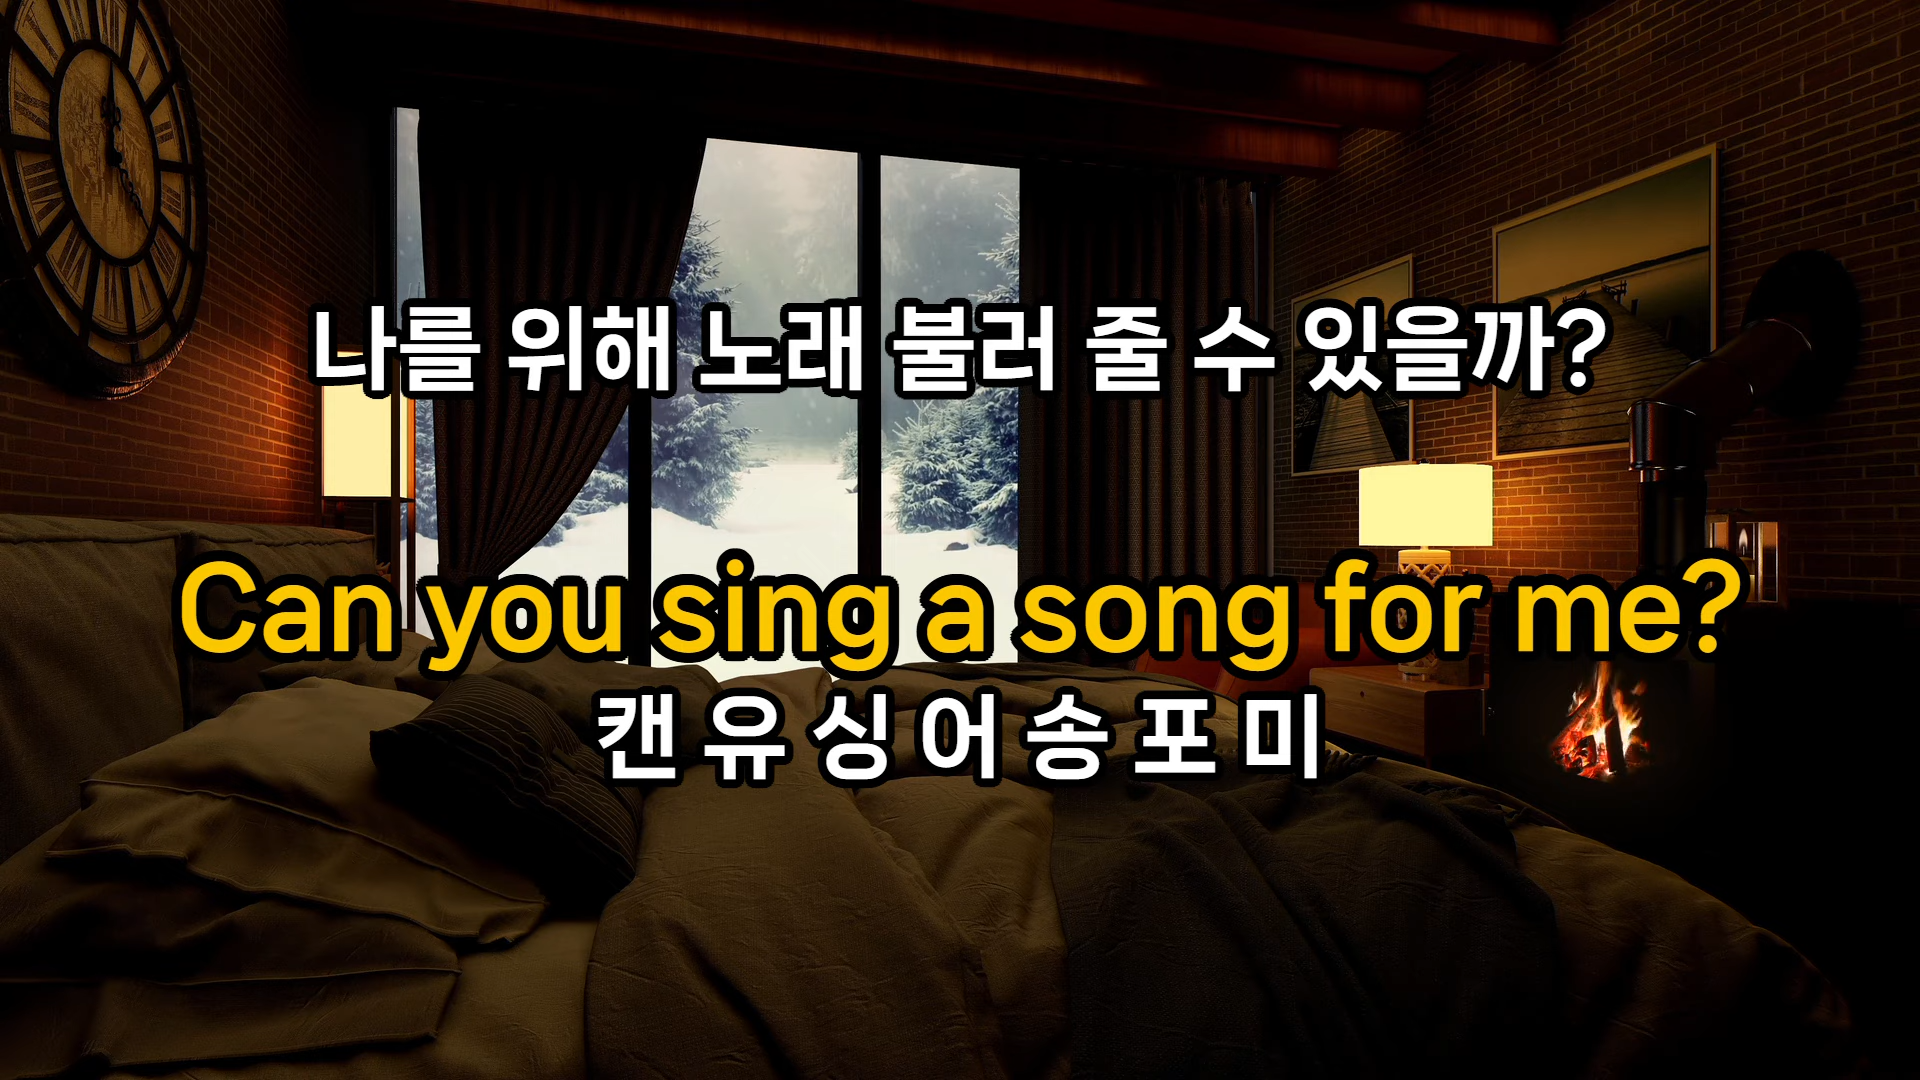 나를 위해 노래 불러 줄 수 있을까?
Can you sing a song for me?
캔 유 싱 어 송 포 미